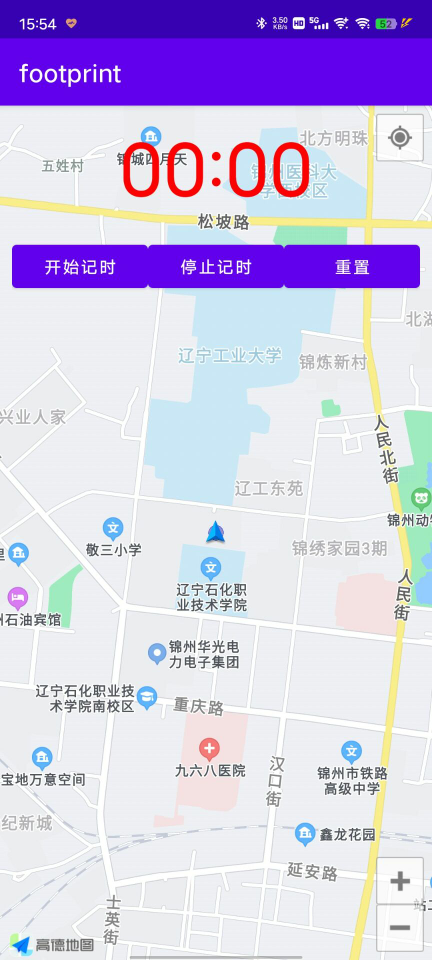 15:54
3.50
KB/s
HD
5G
52
footprint
00:00
锦城四月天
北方明珠
五姓村
锦州医科大
学西校区
松坡路
开始记时
停止记时
重置
北湖
辽宁工业大学
锦炼新村
兴业人家
人民北街
辽工东苑
锦州动物
敬三小学
锦绣家园3期
辽宁石化职
业技术学院
人民街
州石油宾馆
锦州华光电
力电子集团
辽宁石化职业技
术学院南校区
重庆路
九六八医院
汉口街
宝地万意空间
锦州市铁路
高级中学
纪新城
鑫龙花园
延安路
士英街
站二
高德地图